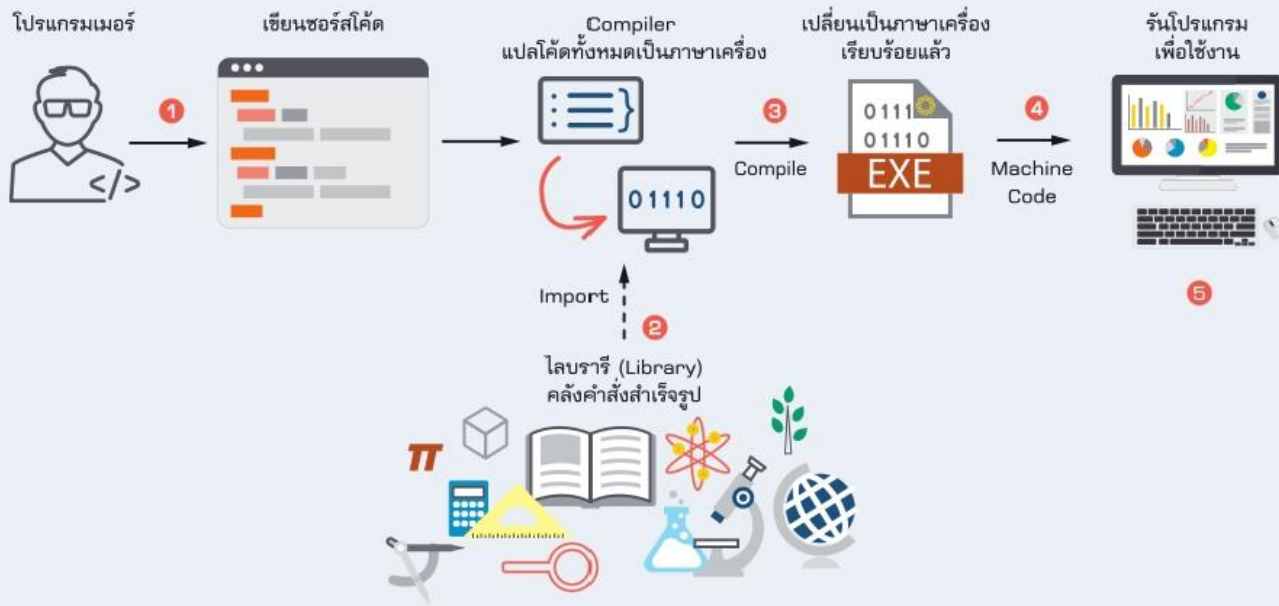 โปรแกรมเมอร์
เขียนซอร์สโค้ด
Compiler
แปลโค้ดทั้งหมดเป็นภาษาเครื่อง
เปลี่ยนเป็นภาษาเครื่อง
เรียบร้อยแล้ว
รันโปรแกรม
เพื่อใช้งาน
1
</>
01110
3
Compile
0111
01110
EXE
4
Machine
Code
5
Import
2
ไลบรารี (Library)
คลังคำสั่งสำเร็จรูป
π